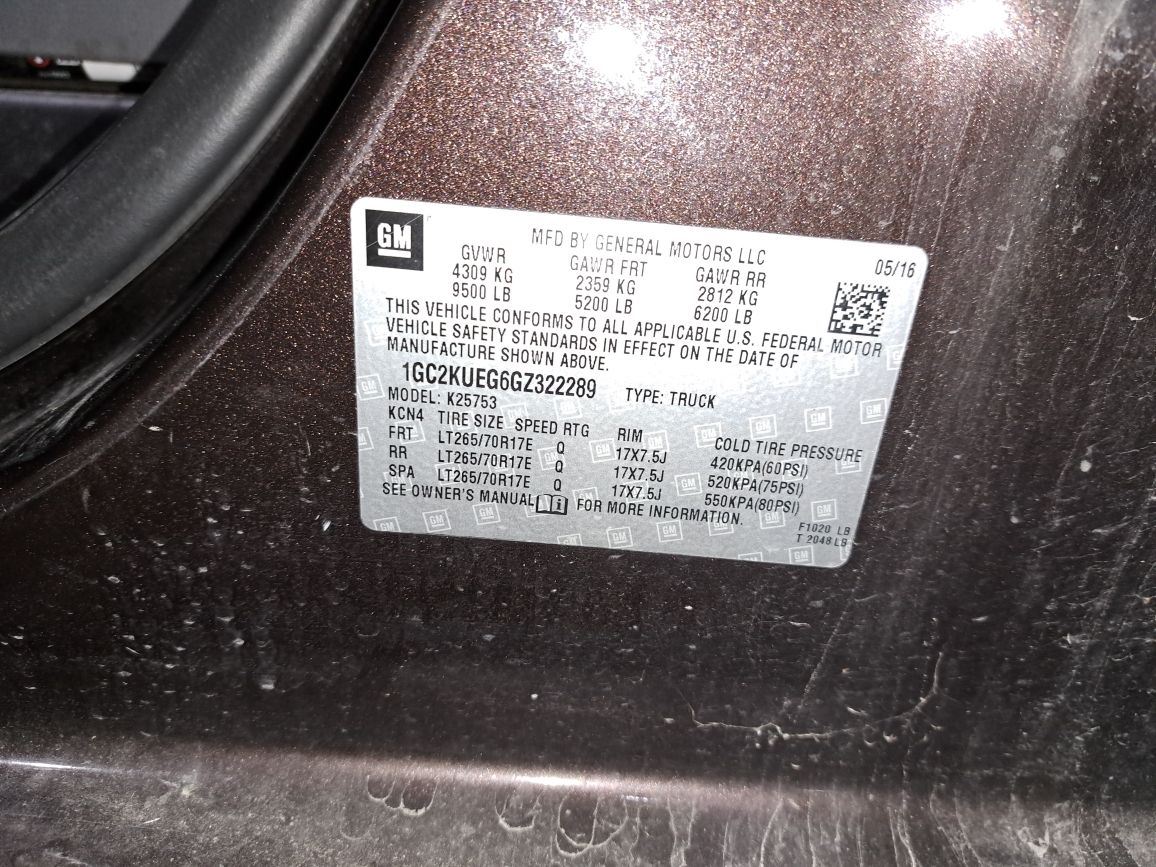 GM
MFD BY GENERAL MOTORS LLC
05/16
GVWR GAWR FRT GAWR RR
4309 KG 2359 KG 2812 KG
9500 LB 5200 LB 6200 LB
THIS VEHICLE CONFORMS TO ALL APPLICABLE U.S. FEDERAL MOTOR
VEHICLE SAFETY STANDARDS IN EFFECT ON THE DATE OF
MANUFACTURE SHOWN ABOVE.
1GC2KUEG6GZ322289 TYPE: TRUCK
MODEL: K25753
KCN4 TIRE SIZE SPEED RTG RIM COLD TIRE PRESSURE
FRT LT265/70R17E Q 17X7.5J 420KPA(60PSI)
RR LT265/70R17E Q 17X7.5J 520KPA(75PSI)
SPA LT265/70R17E Q 17X7.5J 550KPA(80PSI)
SEE OWNER'S MANUAL FOR MORE INFORMATION.
F1020 LB
T 2048 LB